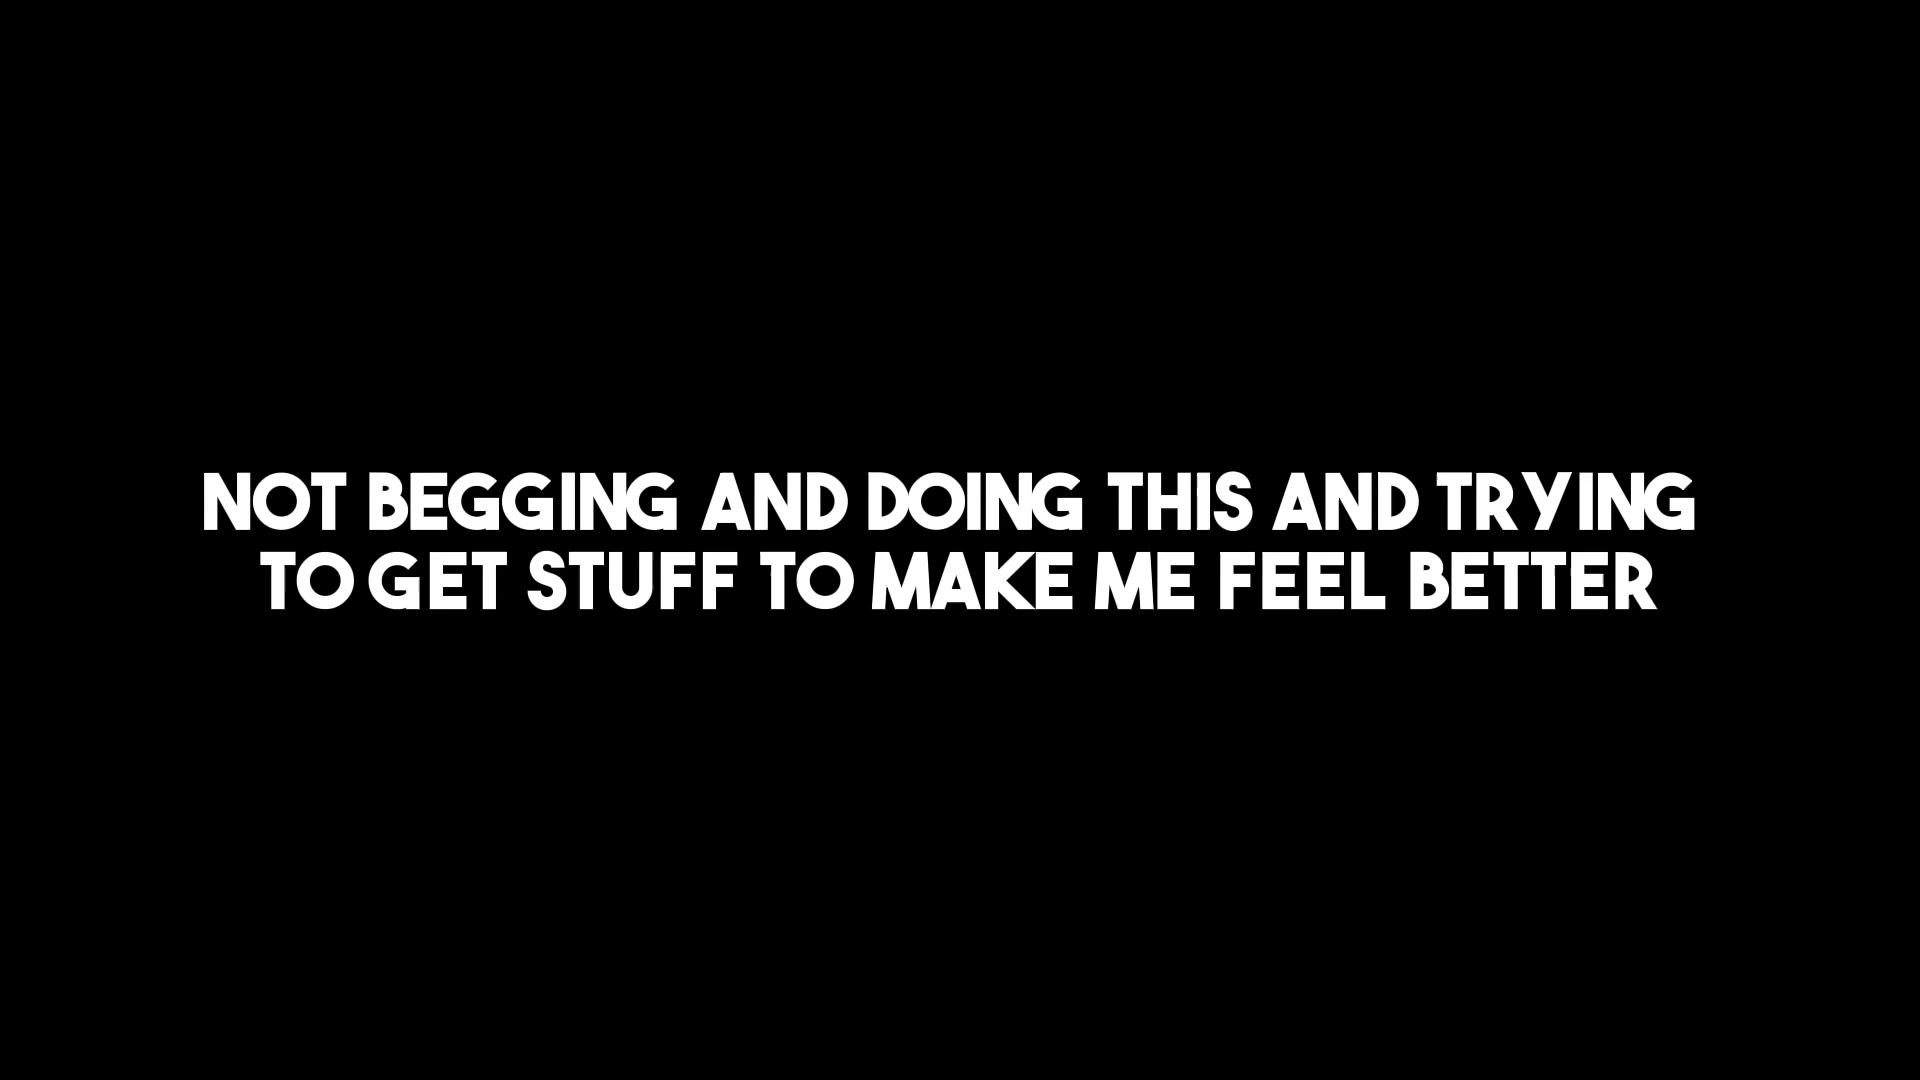 NOT BEGGING AND DOING THIS AND TRYING
TO GET STUFF TO MAKE ME FEEL BETTER